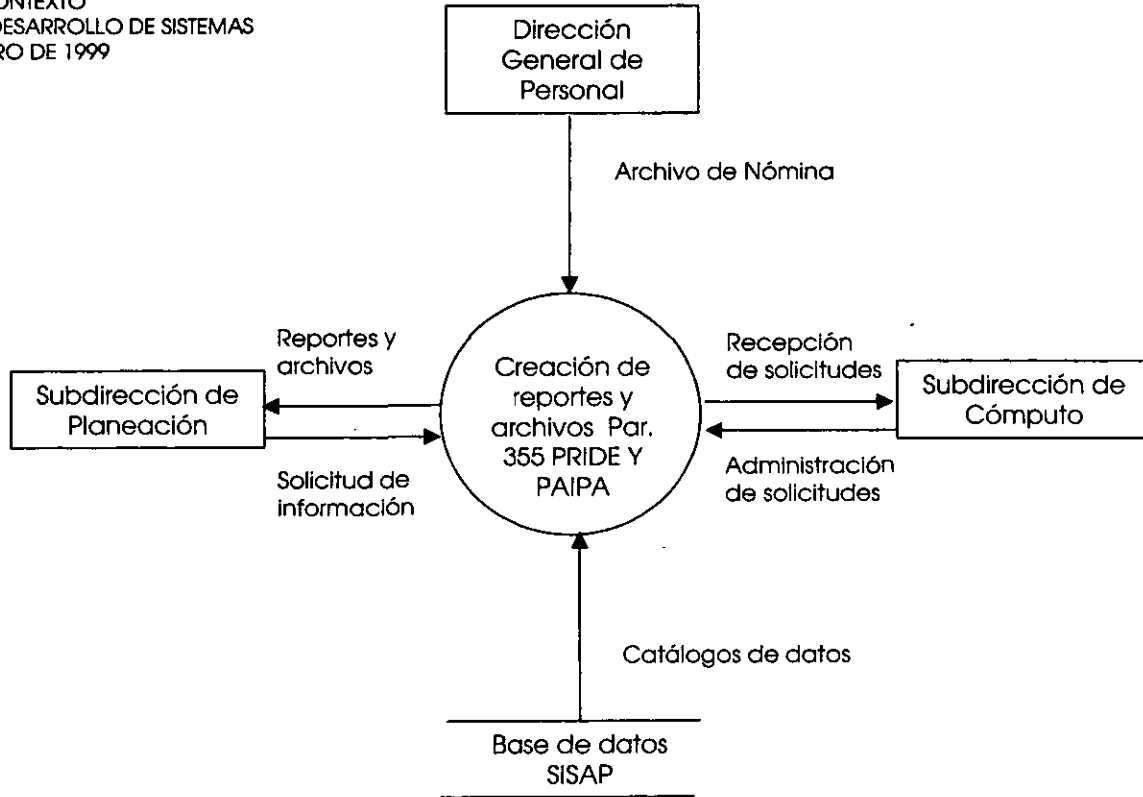 DESARROLLO DE SISTEMAS
DE 1999
Dirección
General de
Personal
Archivo de Nómina
Reportes y
archivos
Recepción
de solicitudes
Subdirección de
Planeación
Creación de
reportes y
archivos Par.
355 PRIDE Y
PAIPA
Subdirección de
Cómputo
Solicitud de
información
Administración
de solicitudes
Catálogos de datos
Base de datos
SISAP